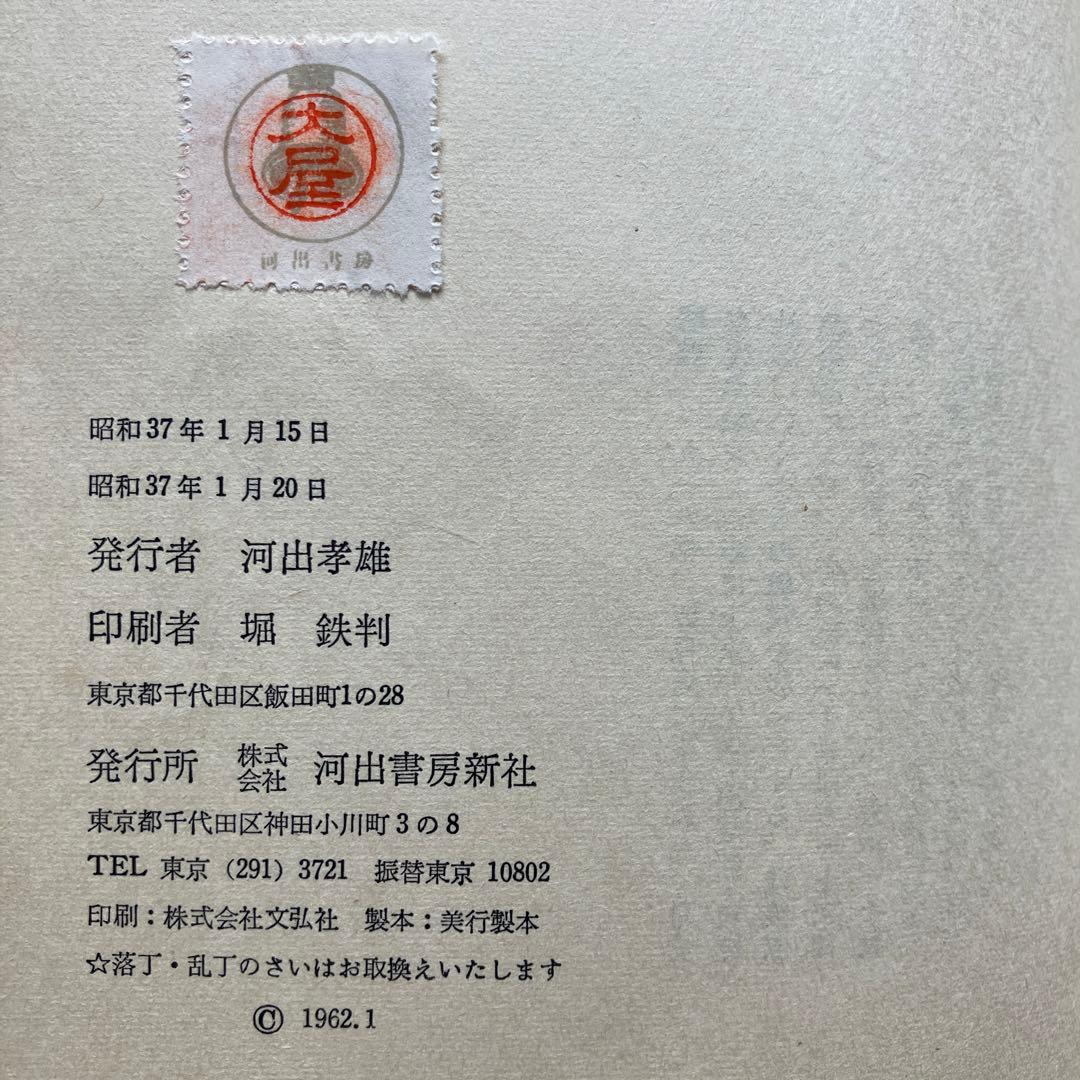 大屋
河出書房
昭和37年1月15日
昭和37年1月20日
発行者 河出孝雄
印刷者 堀 鉄判
東京都千代田区飯田町1の28
発行所 株式会社 河出書房新社
東京都千代田区神田小川町3の8
TEL 東京 (291) 3721 振替東京 10802
印刷:株式会社文弘社 製本:美行製本
☆落丁・乱丁のさいはお取換えいたします
© 1962.1